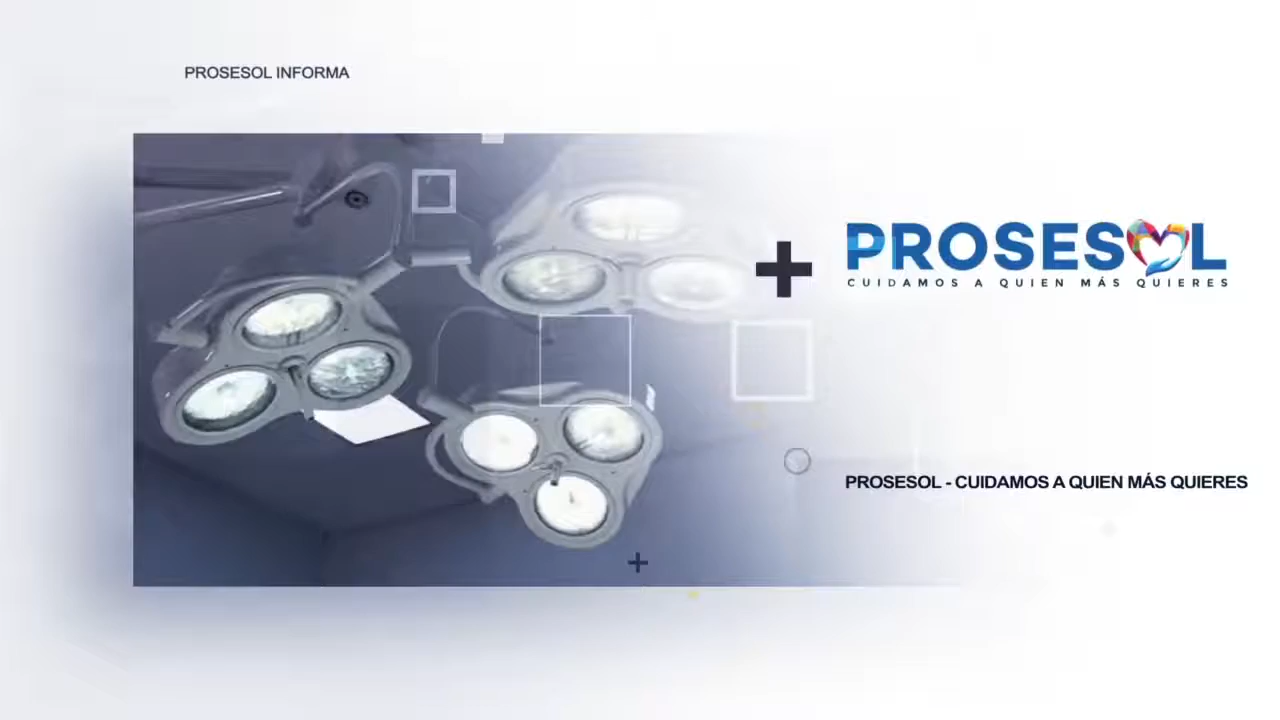 PROSESOL INFORMA
PROSESOL
CUIDAMOS A QUIEN MÁS QUIERES
PROSESOL - CUIDAMOS A QUIEN MÁS QUIERES